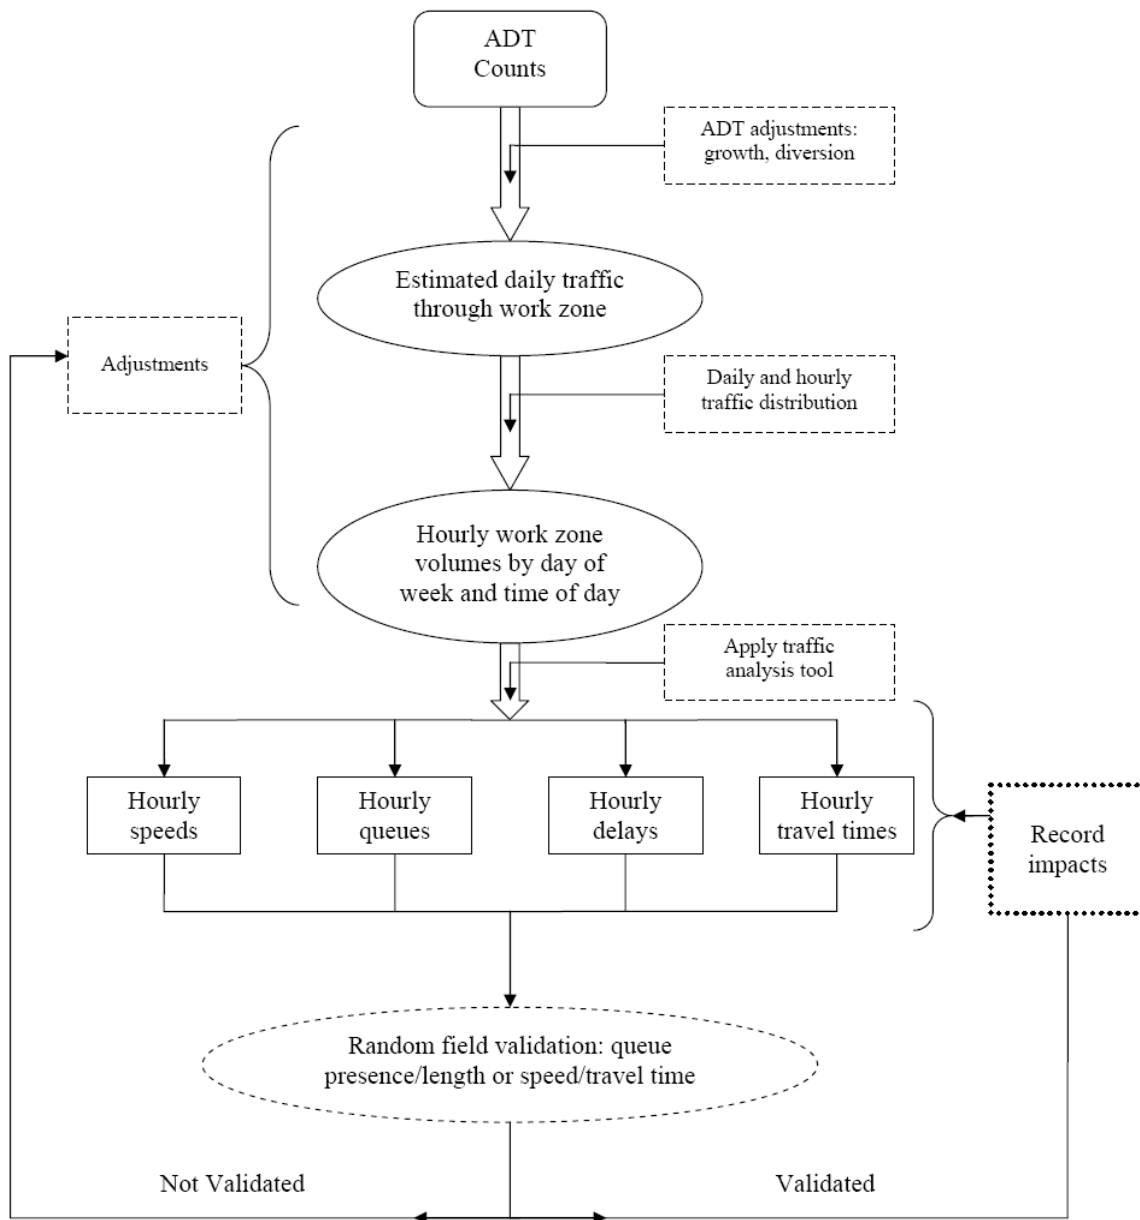 ADT
Counts
ADT adjustments:
growth, diversion
Estimated daily traffic
through work zone
Adjustments
Daily and hourly
traffic distribution
Hourly work zone
volumes by day of
week and time of day
Apply traffic
analysis tool
Hourly
speeds
Hourly
queues
Hourly
delays
Hourly
travel times
Record
impacts
Random field validation: queue
presence/length or speed/travel time
Not Validated
Validated